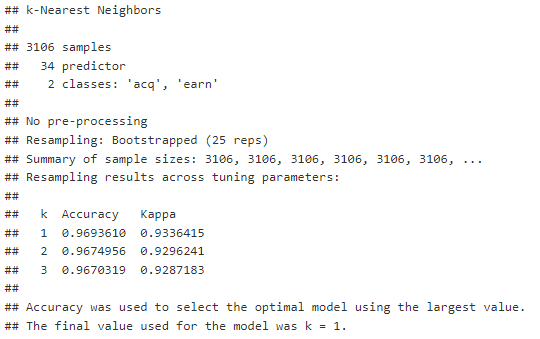 ## k-Nearest Neighbors
##
## 3106 samples
##   34 predictor
##    2 classes: 'acq', 'earn'
##
## No pre-processing
## Resampling: Bootstrapped (25 reps)
## Summary of sample sizes: 3106, 3106, 3106, 3106, 3106, 3106, ...
## Resampling results across tuning parameters:
##
##   k  Accuracy   Kappa
##   1  0.9693610  0.9336415
##   2  0.9674956  0.9296241
##   3  0.9670319  0.9287183
##
## Accuracy was used to select the optimal model using the largest value.
## The final value used for the model was k = 1.